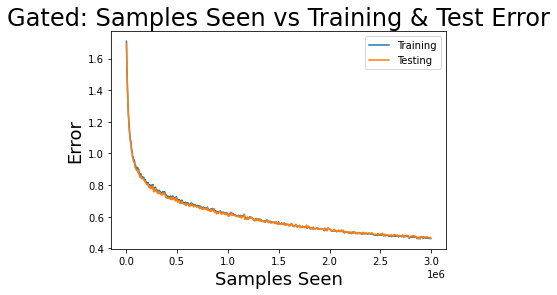 Gated: Samples Seen vs Training & Test Error
Training
Testing
Error
1.6
1.4
1.2
1.0
0.8
0.6
0.4
0.0 0.5 1.0 1.5 2.0 2.5 3.0
1e6
Samples Seen